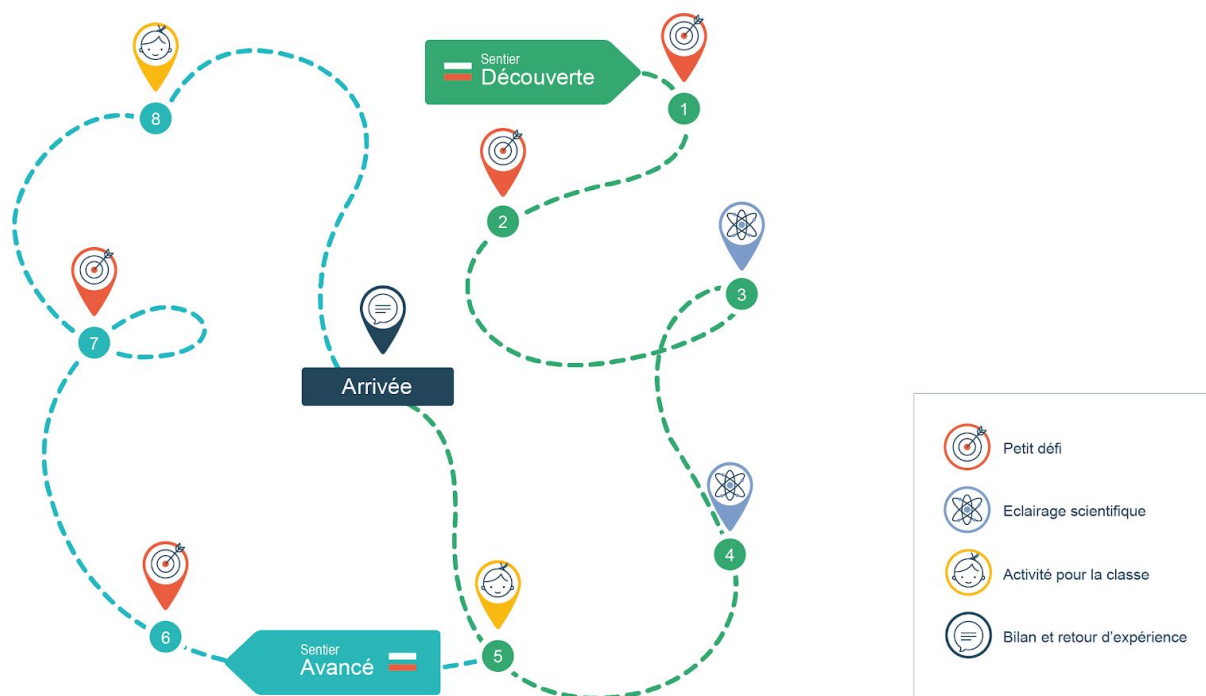 Sentier
Découverte
1
2
3
4
5
Sentier
Avancé
6
7
8
Arrivée
Petit défi
Eclairage scientifique
Activité pour la classe
Bilan et retour d'expérience